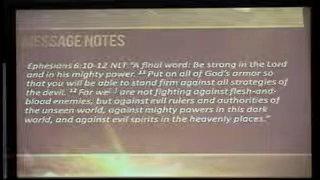 MESSAGE NOTES
Ephesians 6:10-12 NLT "A final word: Be strong in the Lord
and in his mighty power. 11 Put on all of God's armor so
that you will be able to stand firm against all strategies of
the devil. 12 For we[ ] are not fighting against flesh-and-
blood enemies, but against evil rulers and authorities of
the unseen world, against mighty powers in this dark
world, and against evil spirits in the heavenly places."